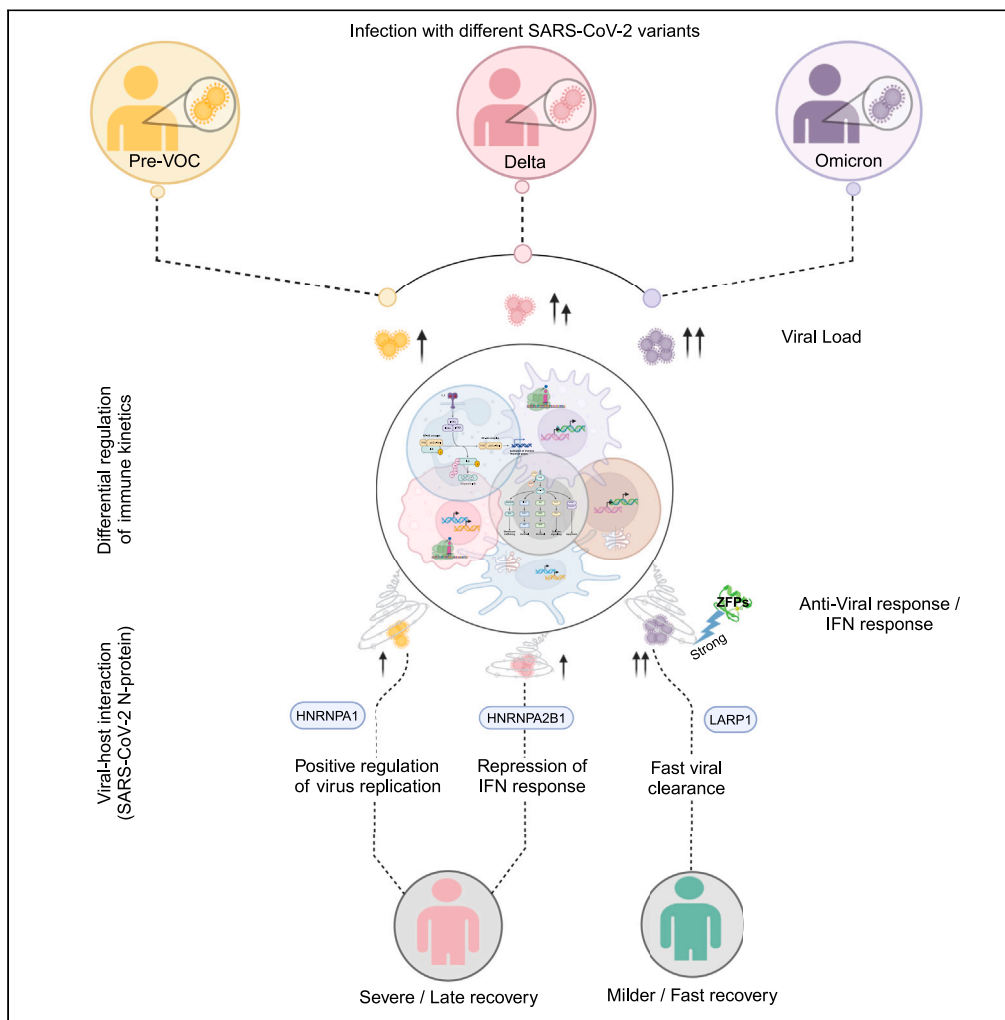 Infection with different SARS-CoV-2 variants
Pre-VOC
Delta
Omicron
Viral Load
Differential regulation
of immune kinetics
ZFPs
Strong
Anti-Viral response /
IFN response
Viral-host interaction
(SARS-CoV-2 N-protein)
HNRNPA1
HNRNPA2B1
LARP1
Positive regulation
of virus replication
Repression of
IFN response
Fast viral
clearance
Severe / Late recovery
Milder / Fast recovery